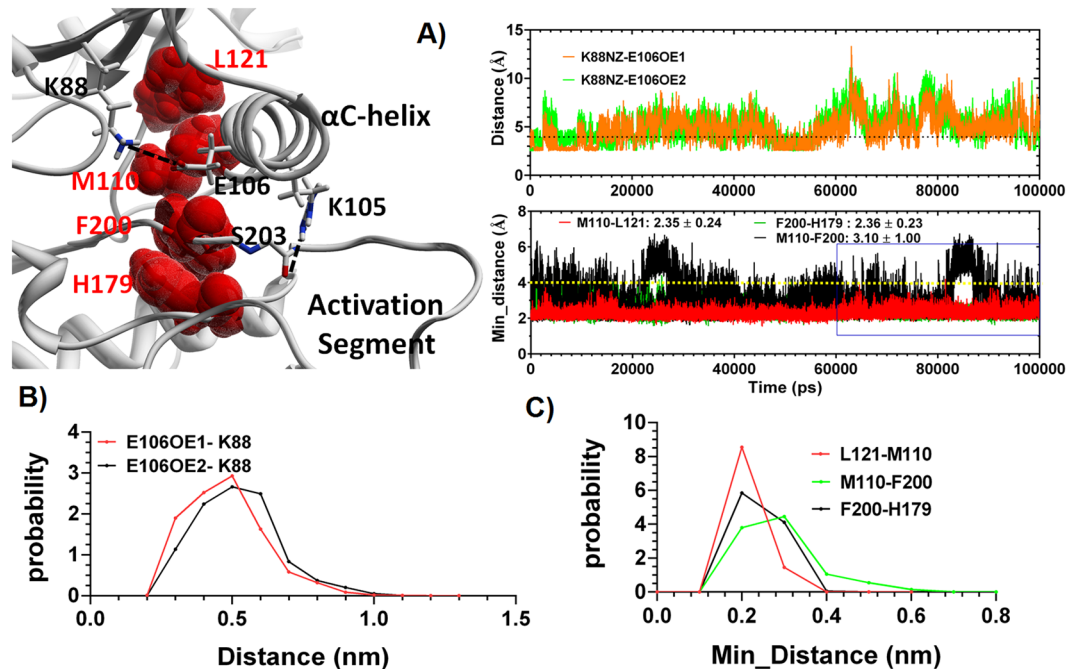 A)
L121
K88
αC-helix
M110
E106
K105
F200
S203
H179
Activation
Segment
Distance (Å)
15
10
5
0
K88NZ-E106OE1
K88NZ-E106OE2
0 20000 40000 60000 80000 100000
Min_distance (Å)
8
6
4
2
0
M110-L121: 2.35 ± 0.24
F200-H179 : 2.36 ± 0.23
M110-F200: 3.10 ± 1.00
0 20000 40000 60000 80000 100000
Time (ps)
B)
probability
4
3
2
1
0
E106OE1- K88
E106OE2- K88
0.0 0.5 1.0 1.5
Distance (nm)
C)
probability
10
8
6
4
2
0
L121-M110
M110-F200
F200-H179
0.0 0.2 0.4 0.6 0.8
Min_Distance (nm)